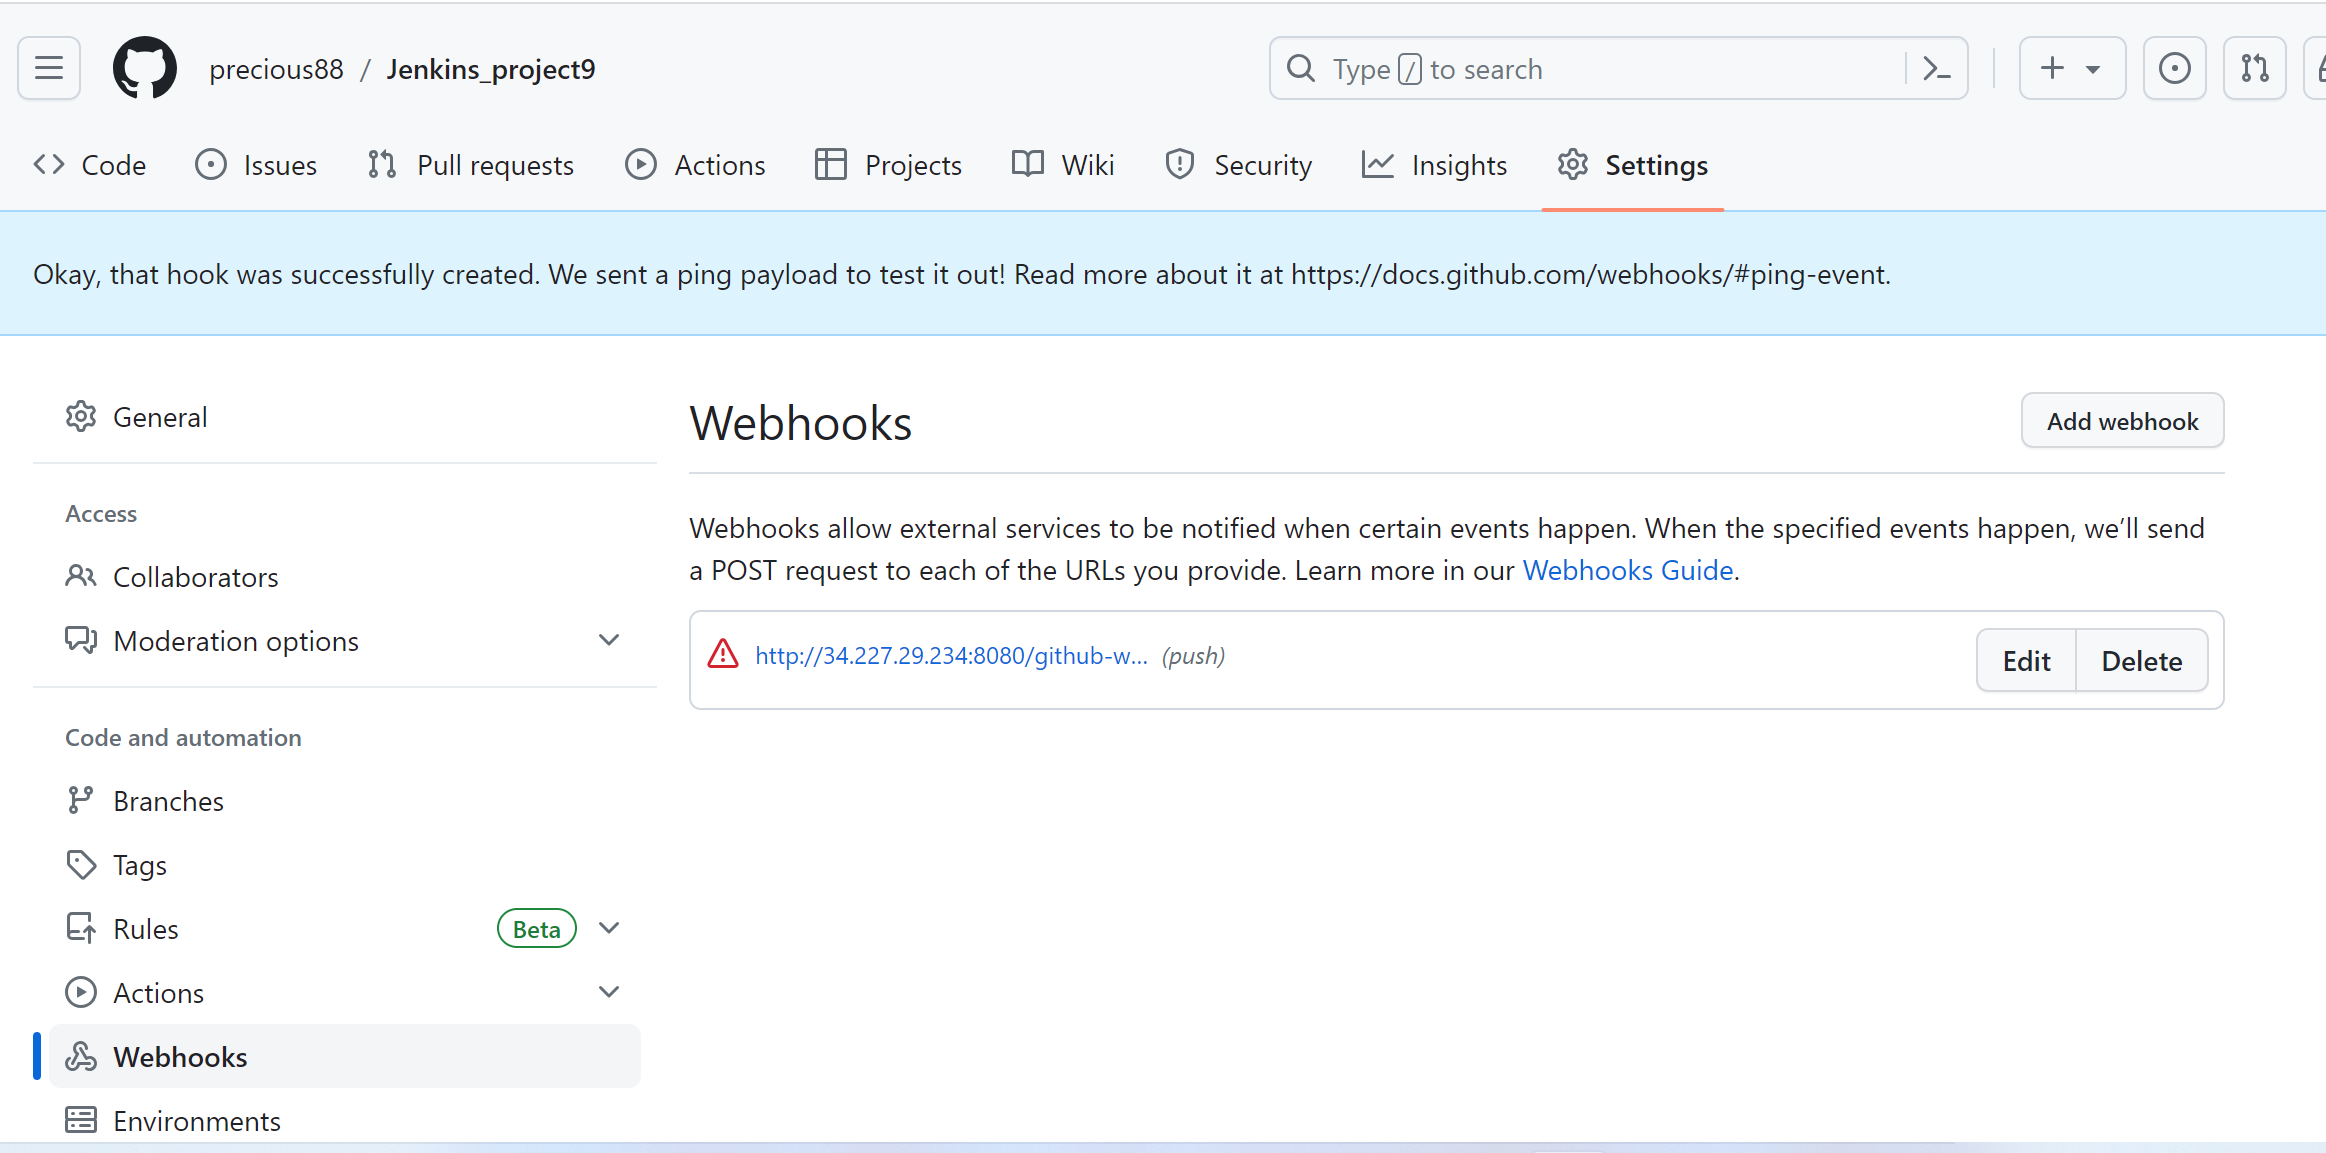 precious88 / Jenkins_project9
Type / to search
Code Issues Pull requests Actions Projects Wiki Security Insights Settings
Okay, that hook was successfully created. We sent a ping payload to test it out! Read more about it at https://docs.github.com/webhooks/#ping-event.
General
Access
Collaborators
Moderation options
Code and automation
Branches
Tags
Rules Beta
Actions
Webhooks
Environments
Webhooks
Add webhook
Webhooks allow external services to be notified when certain events happen. When the specified events happen, we’ll send
a POST request to each of the URLs you provide. Learn more in our Webhooks Guide.
http://34.227.29.234:8080/github-w... (push)
Edit Delete